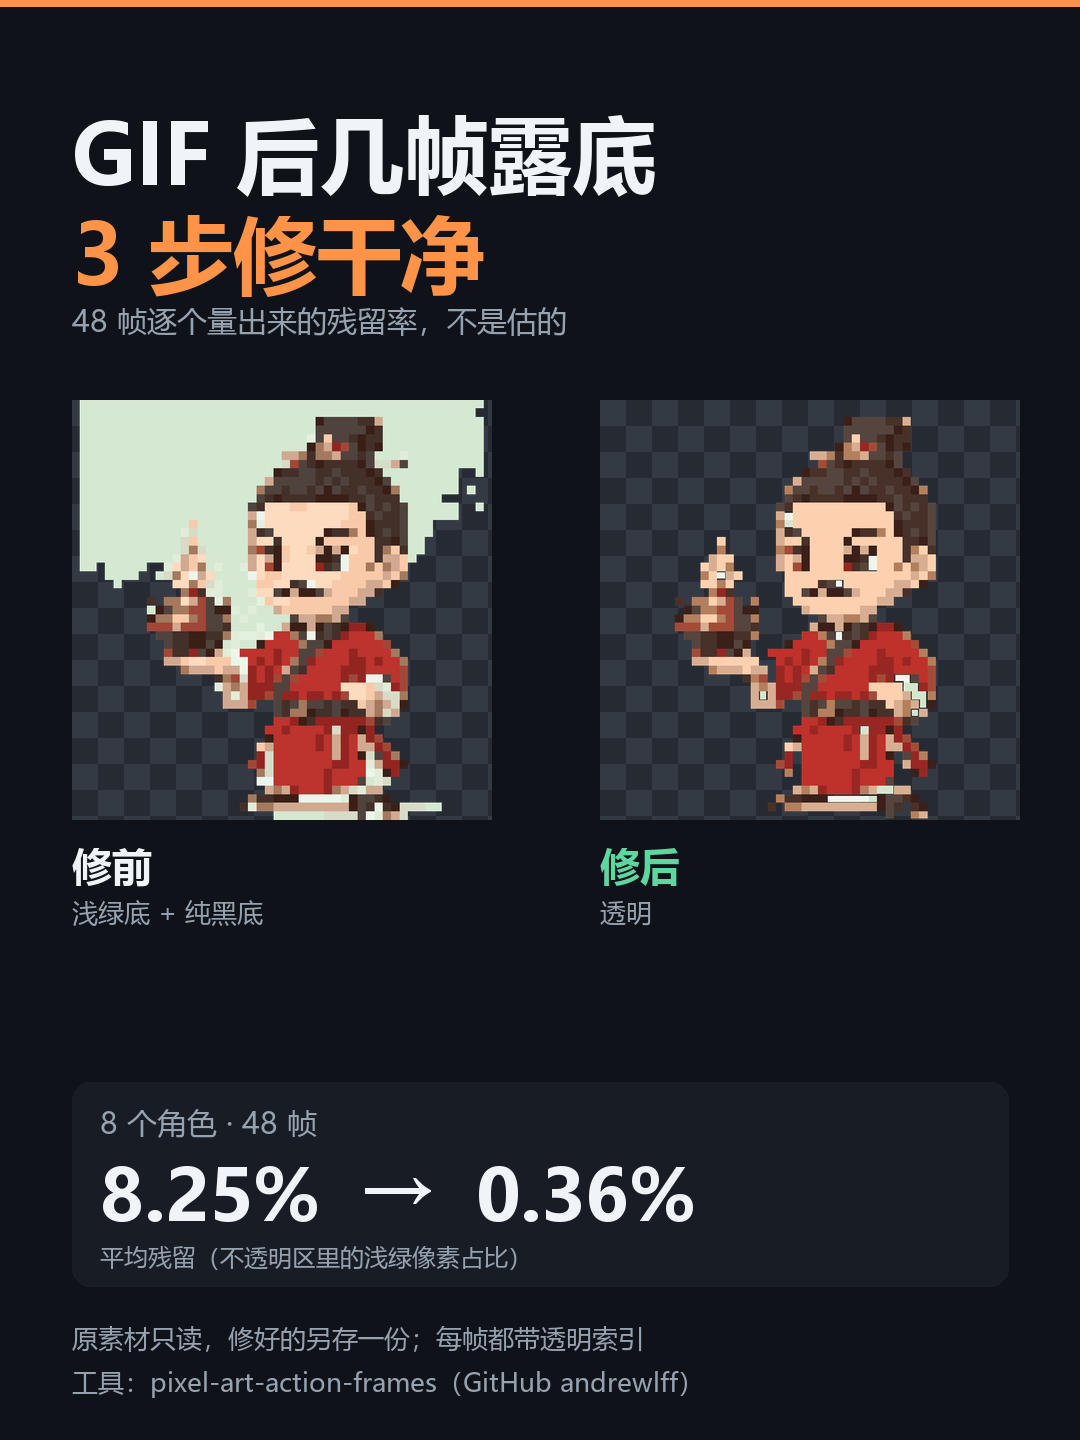 GIF 后几帧露底
3 步修干净
48 帧逐个量出来的残留率，不是估的
修前
浅绿底 + 纯黑底
修后
透明
8 个角色 · 48 帧
8.25% → 0.36%
平均残留（不透明区里的浅绿像素占比）
原素材只读，修好的另存一份；每帧都带透明索引
工具：pixel-art-action-frames（GitHub andrewlff）